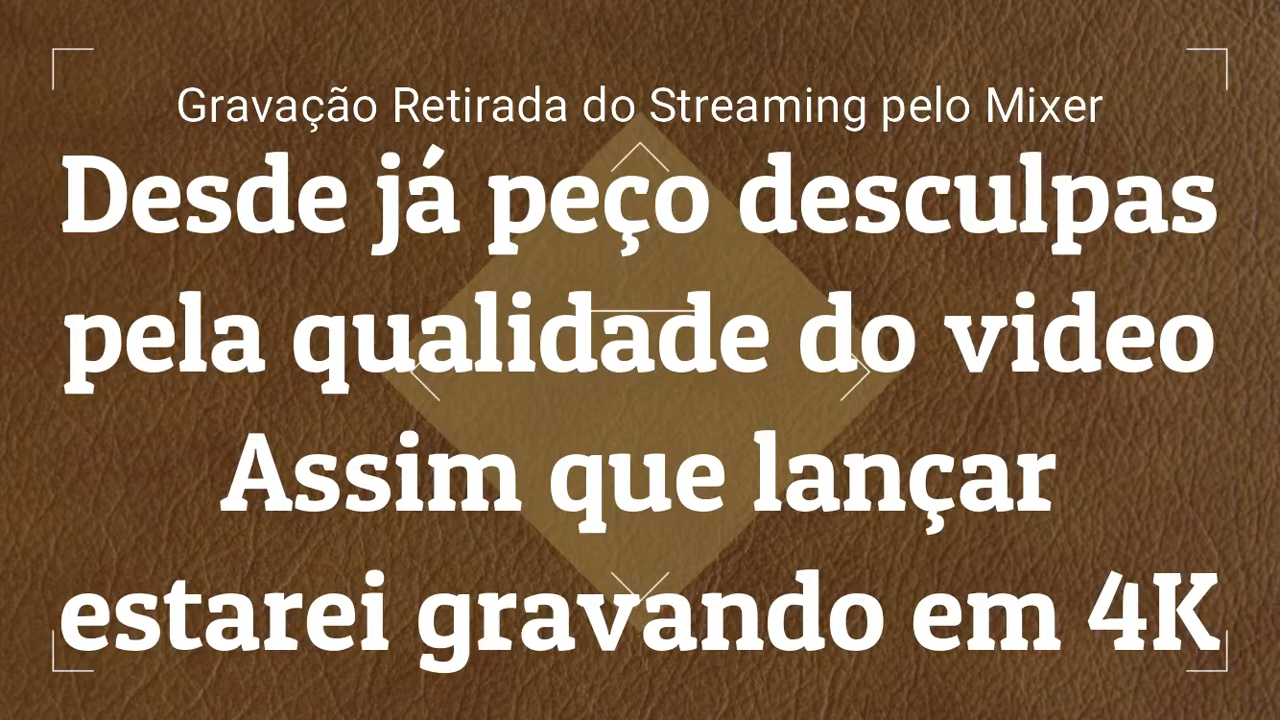 Gravação Retirada do Streaming pelo Mixer
Desde já peço desculpas
pela qualidade do video
Assim que lançar
estarei gravando em 4K